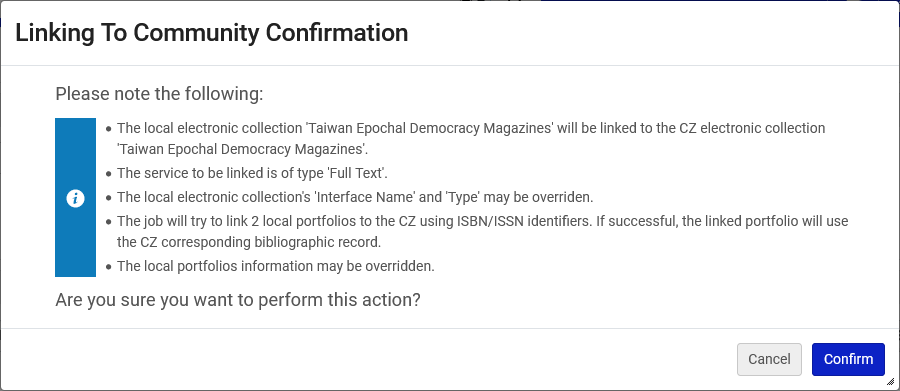 Linking To Community Confirmation
Please note the following:
• The local electronic collection 'Taiwan Epochal Democracy Magazines' will be linked to the CZ electronic collection
'Taiwan Epochal Democracy Magazines'.
• The service to be linked is of type 'Full Text'.
• The local electronic collection's 'Interface Name' and 'Type' may be overriden.
• The job will try to link 2 local portfolios to the CZ using ISBN/ISSN identifiers. If successful, the linked portfolio will use
the CZ corresponding bibliographic record.
• The local portfolios information may be overridden.
Are you sure you want to perform this action?
Cancel Confirm